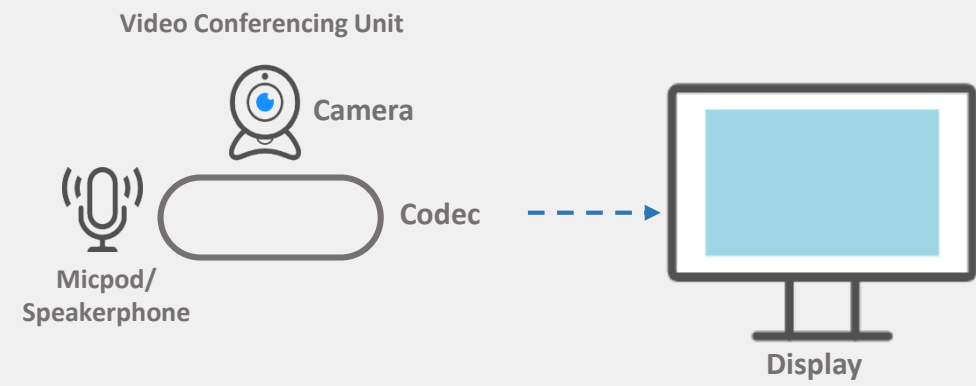 Video Conferencing Unit
Camera
Codec
Micpod/
Speakerphone
Display